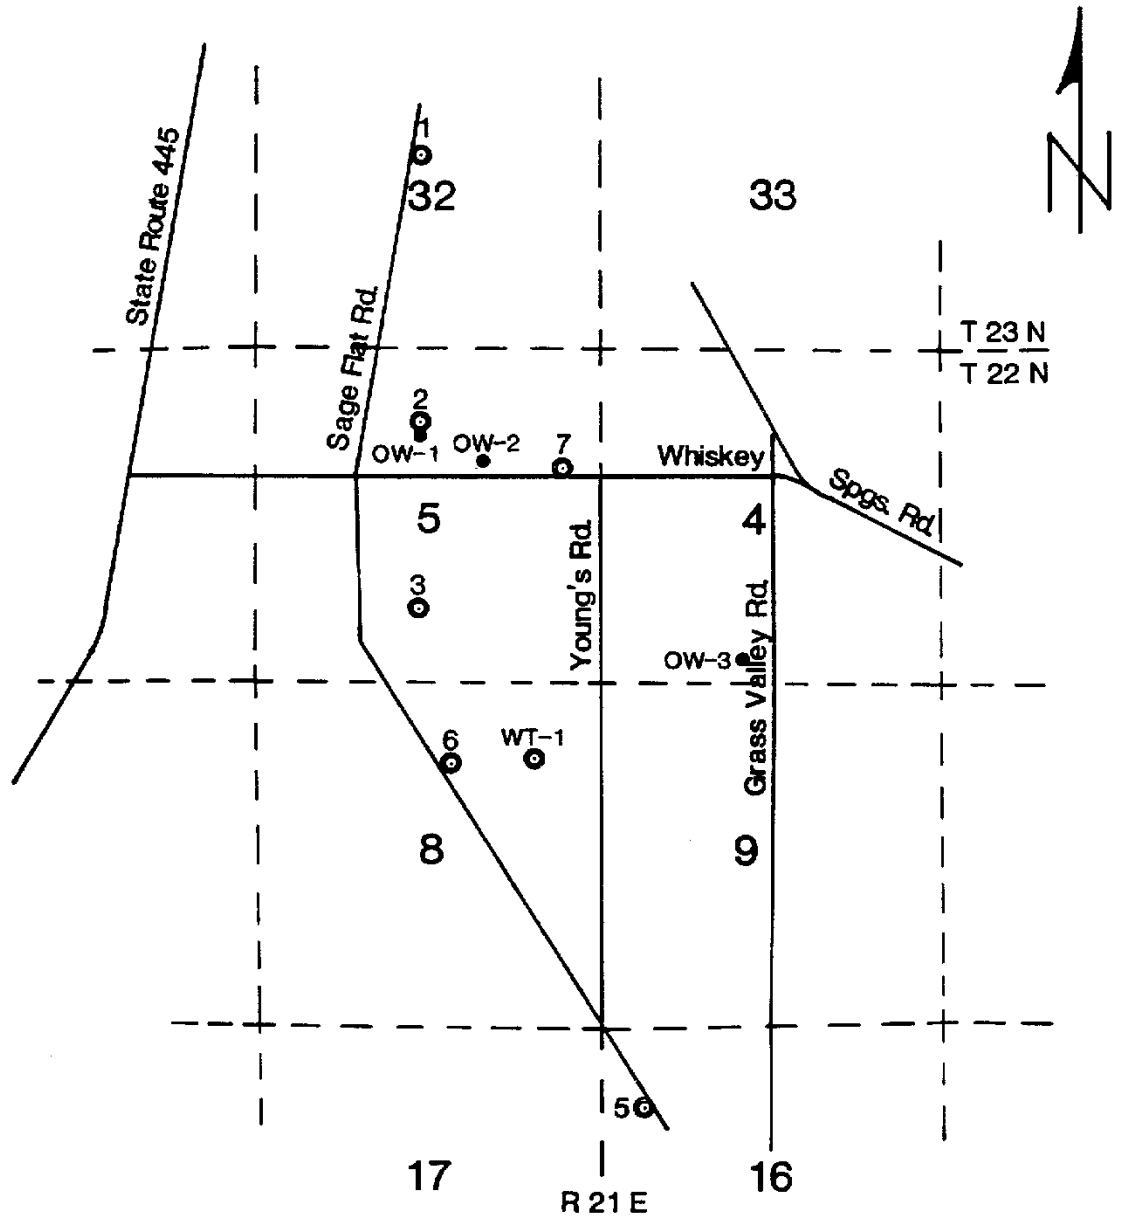 N
State Route 445
1
32
33
Sage Flat Rd.
T 23 N
T 22 N
2
OW-1
OW-2
7
Whiskey
Spgs. Rd.
5
4
3
Young's Rd.
OW-3
Grass Valley Rd.
6
WT-1
8
9
5
17
16
R 21 E